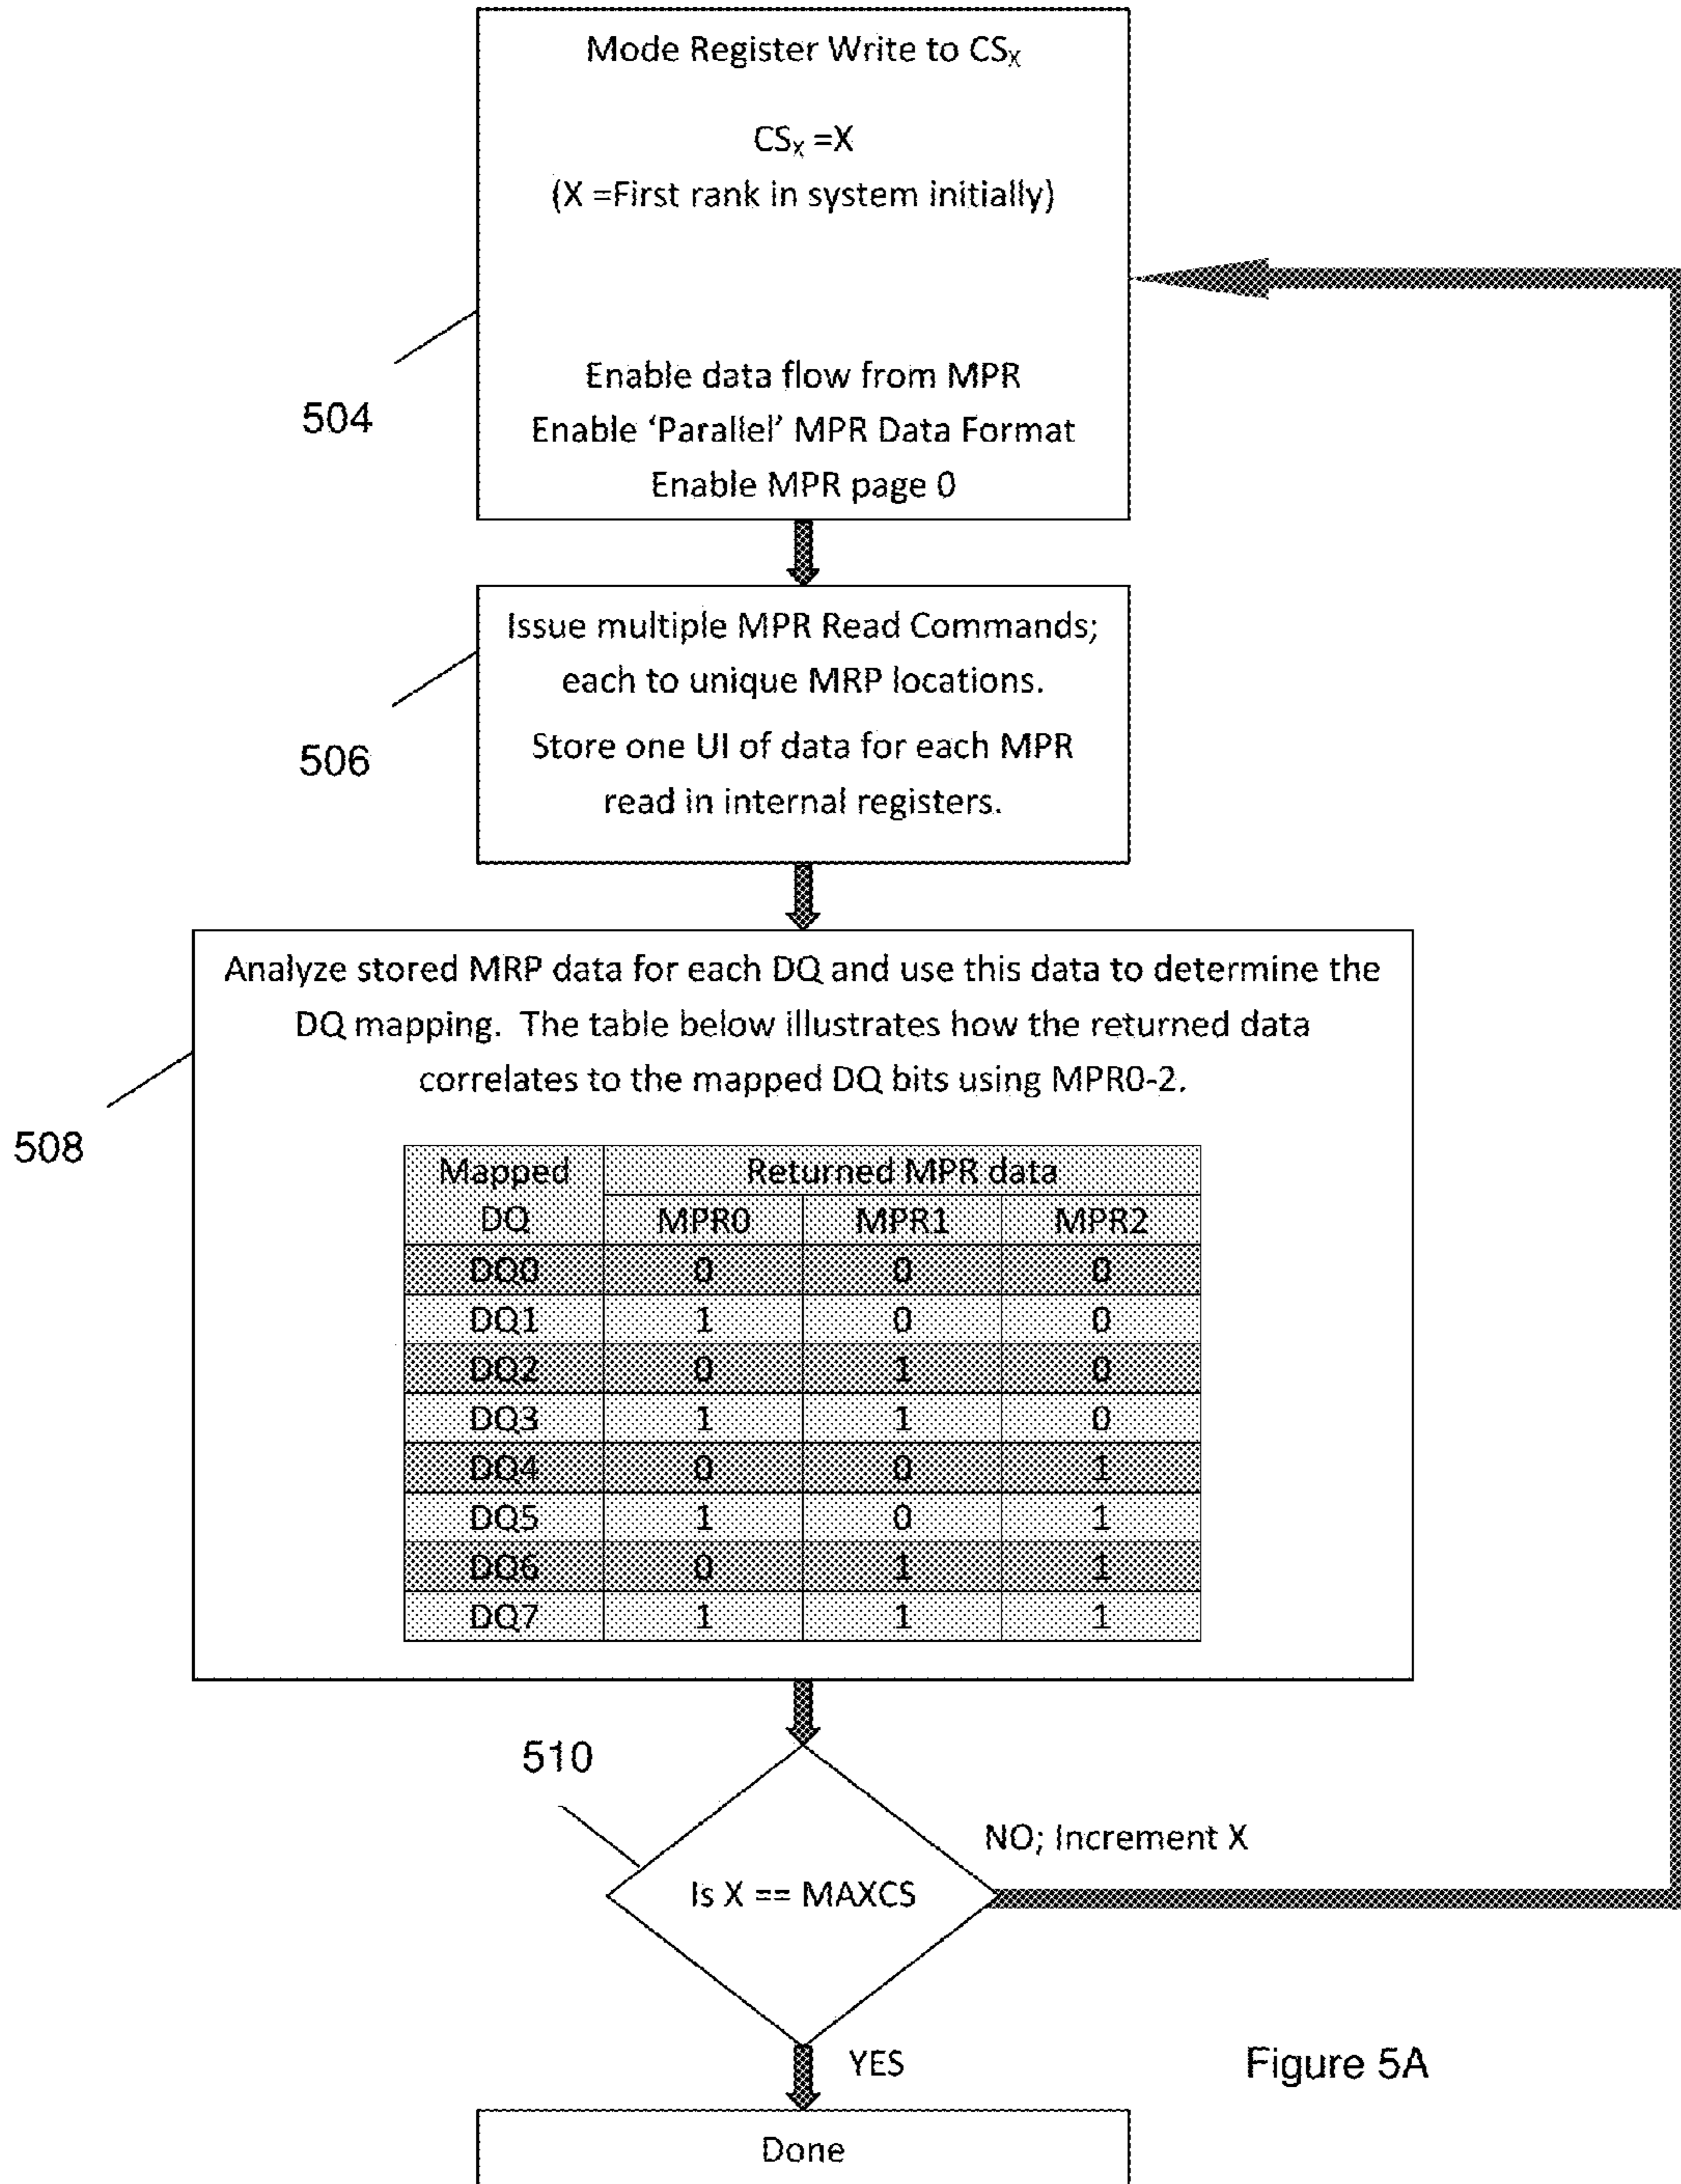 Mode Register Write to CSX
CSX =X
(X =First rank in system initially)
Enable data flow from MPR
Enable ‘Parallel’ MPR Data Format
Enable MPR page 0
504
Issue multiple MPR Read Commands;
each to unique MRP locations.
Store one UI of data for each MPR
read in internal registers.
506
Analyze stored MRP data for each DQ and use this data to determine the
DQ mapping. The table below illustrates how the returned data
correlates to the mapped DQ bits using MPR0-2.
508
Mapped Returned MPR data
DQ MPR0 MPR1 MPR2
DQ0 0 0 0
DQ1 1 0 0
DQ2 0 1 0
DQ3 1 1 0
DQ4 0 0 1
DQ5 1 0 1
DQ6 0 1 1
DQ7 1 1 1
510
NO; Increment X
Is X == MAXCS
YES
Figure 5A
Done